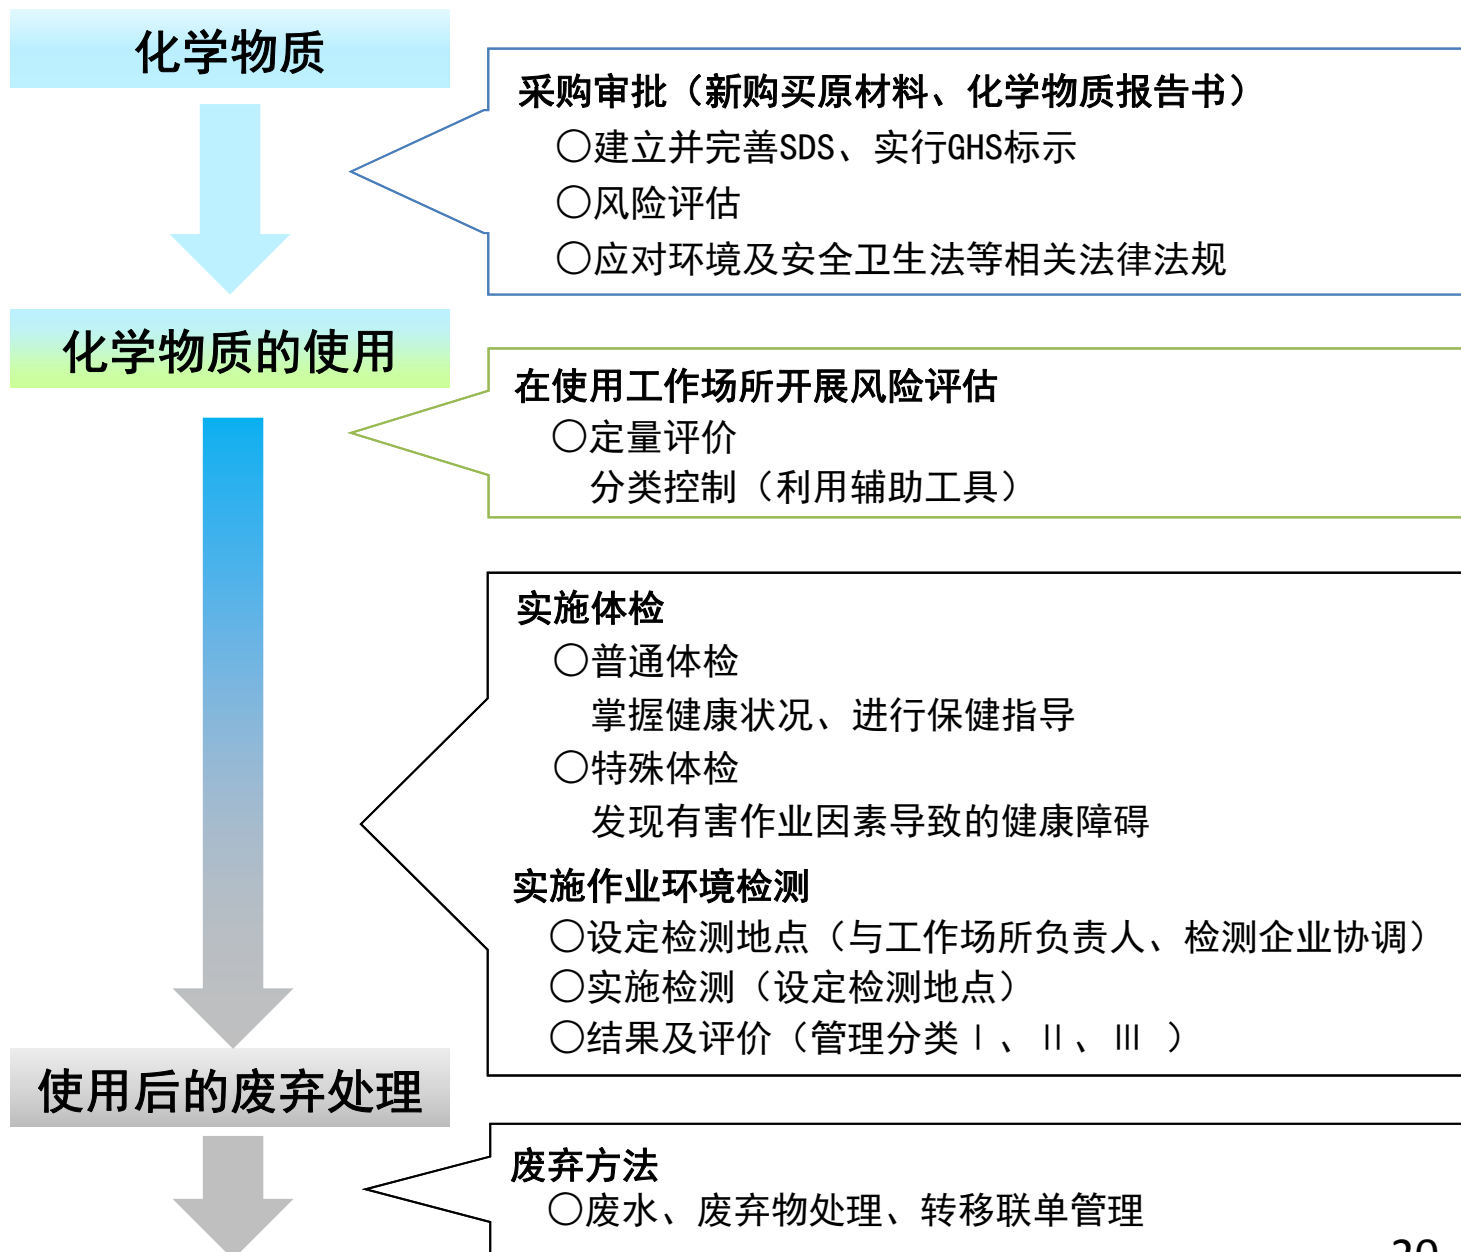 化学物质
采购审批（新购买原材料、化学物质报告书）
○建立并完善SDS、实行GHS标示
○风险评估
○应对环境及安全卫生法等相关法律法规
化学物质的使用
在使用工作场所开展风险评估
○定量评价
分类控制（利用辅助工具）
实施体检
○普通体检
掌握健康状况、进行保健指导
○特殊体检
发现有害作业因素导致的健康障碍
实施作业环境检测
○设定检测地点（与工作场所负责人、检测企业协调）
○实施检测（设定检测地点）
○结果及评价（管理分类Ⅰ、Ⅱ、Ⅲ ）
使用后的废弃处理
废弃方法
○废水、废弃物处理、转移联单管理